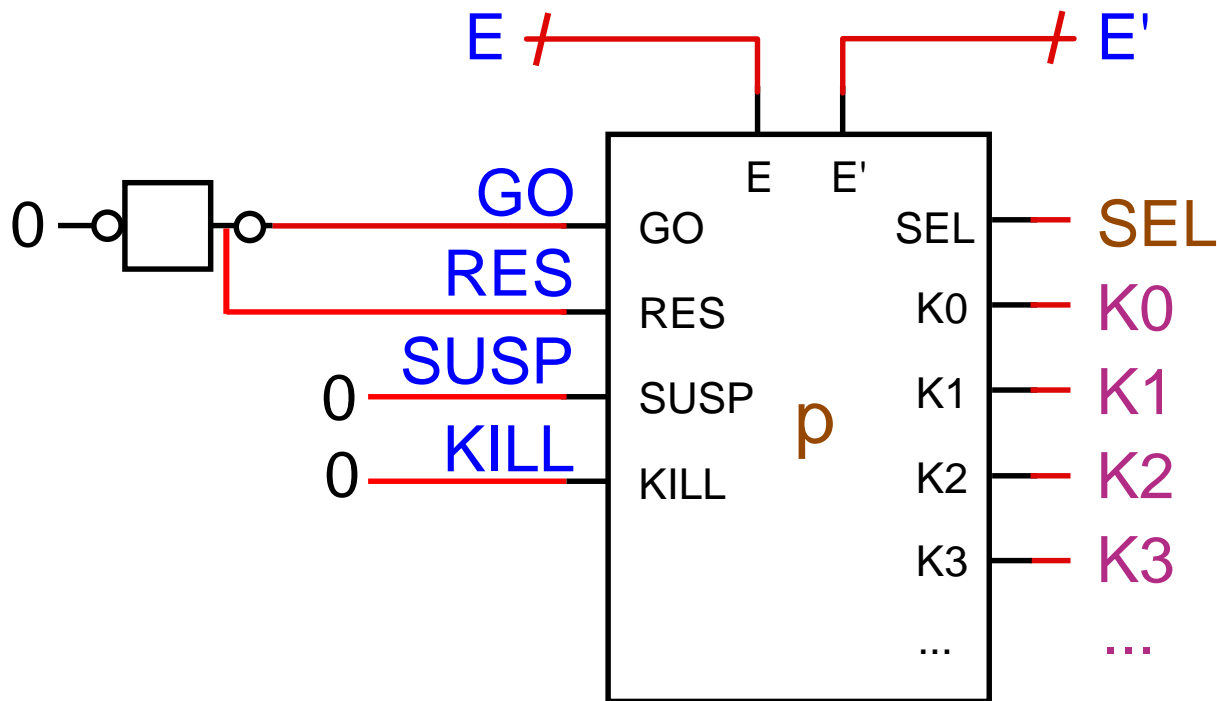 E E'
E E'
0 GO GO SEL SEL
RES RES K0 K0
0 SUSP SUSP K1 K1
p
0 KILL KILL K2 K2
K3 K3
... ...